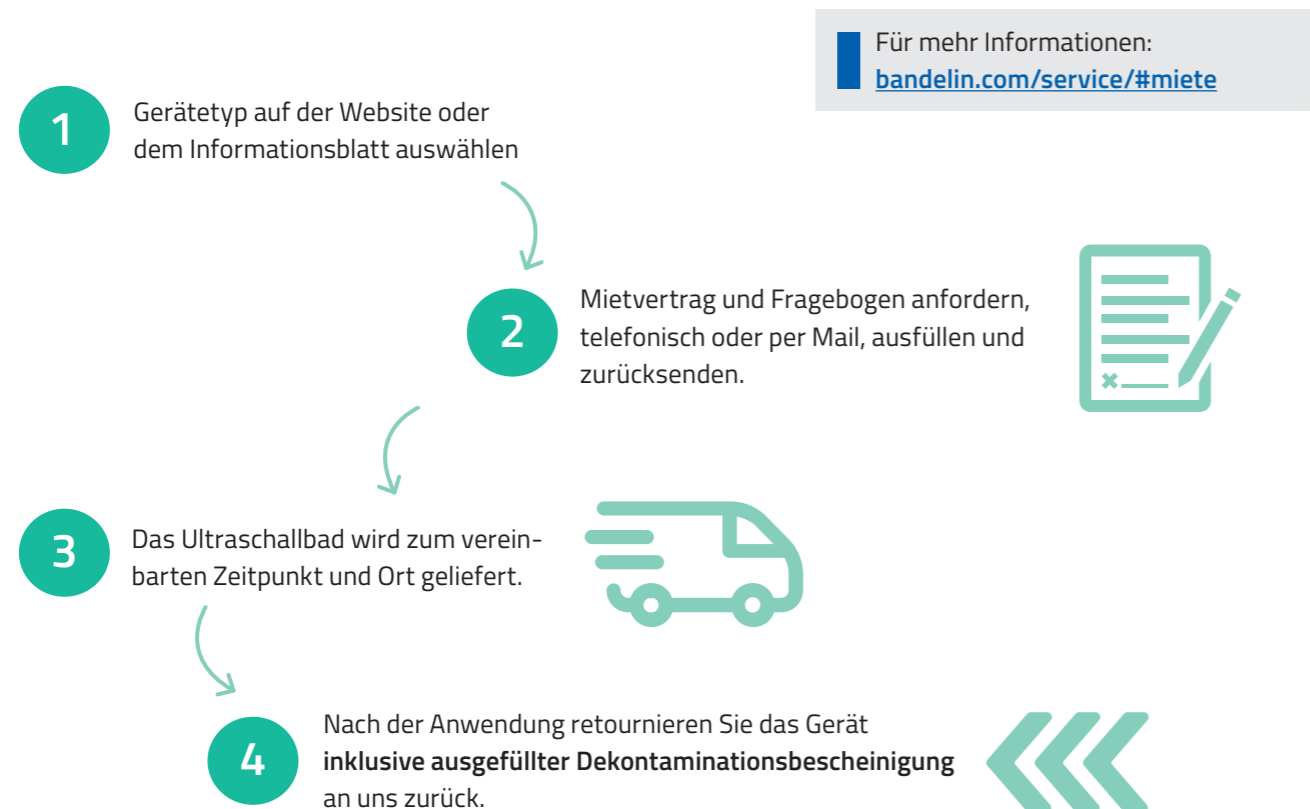 Für mehr Informationen:
bandelin.com/service/#miete
1
Gerätetyp auf der Website oder
dem Informationsblatt auswählen
2
Mietvertrag und Fragebogen anfordern,
telefonisch oder per Mail, ausfüllen und
zurücksenden.
3
Das Ultraschallbad wird zum verein-
barten Zeitpunkt und Ort geliefert.
4
Nach der Anwendung retournieren Sie das Gerät
inklusive ausgefüllter Dekontaminationsbescheinigung
an uns zurück.